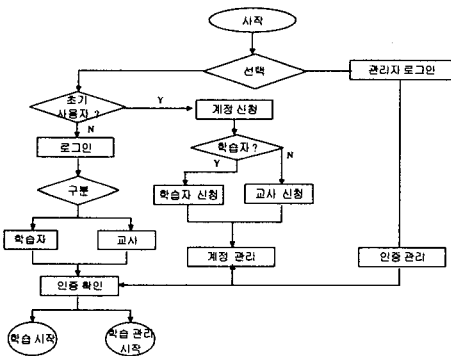 사작
선택
관리자 로그인
초기
사용자 ?
Y
계정 신청
N
로그인
학습자 ?
Y
N
구분
학습자 신청
교사 신청
학습자
교사
계정 관리
인증 관리
인증 확인
학습 시작
학습 관리
시작